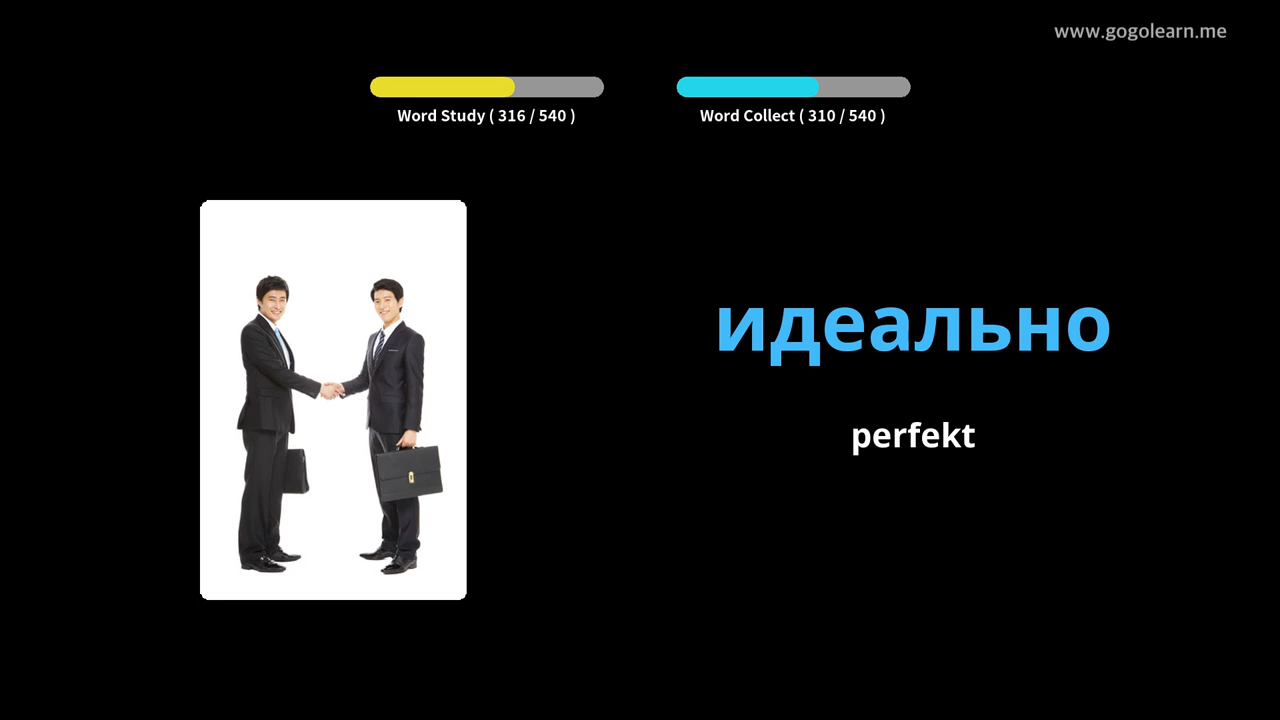 www.gogolearn.me
Word Study ( 316 / 540 )
Word Collect ( 310 / 540 )
идеально
perfekt